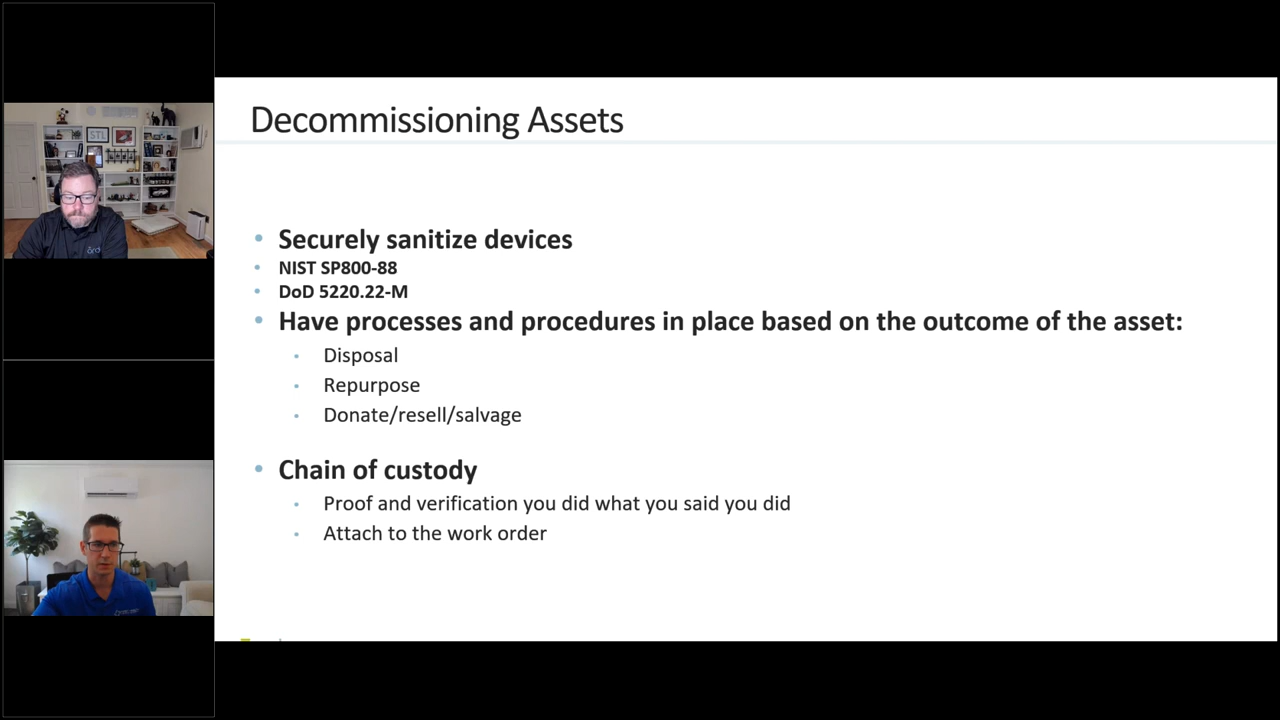 Decommissioning Assets
• Securely sanitize devices
• NIST SP800-88
• DoD 5220.22-M
• Have processes and procedures in place based on the outcome of the asset:
• Disposal
• Repurpose
• Donate/resell/salvage
• Chain of custody
• Proof and verification you did what you said you did
• Attach to the work order
STL
ord